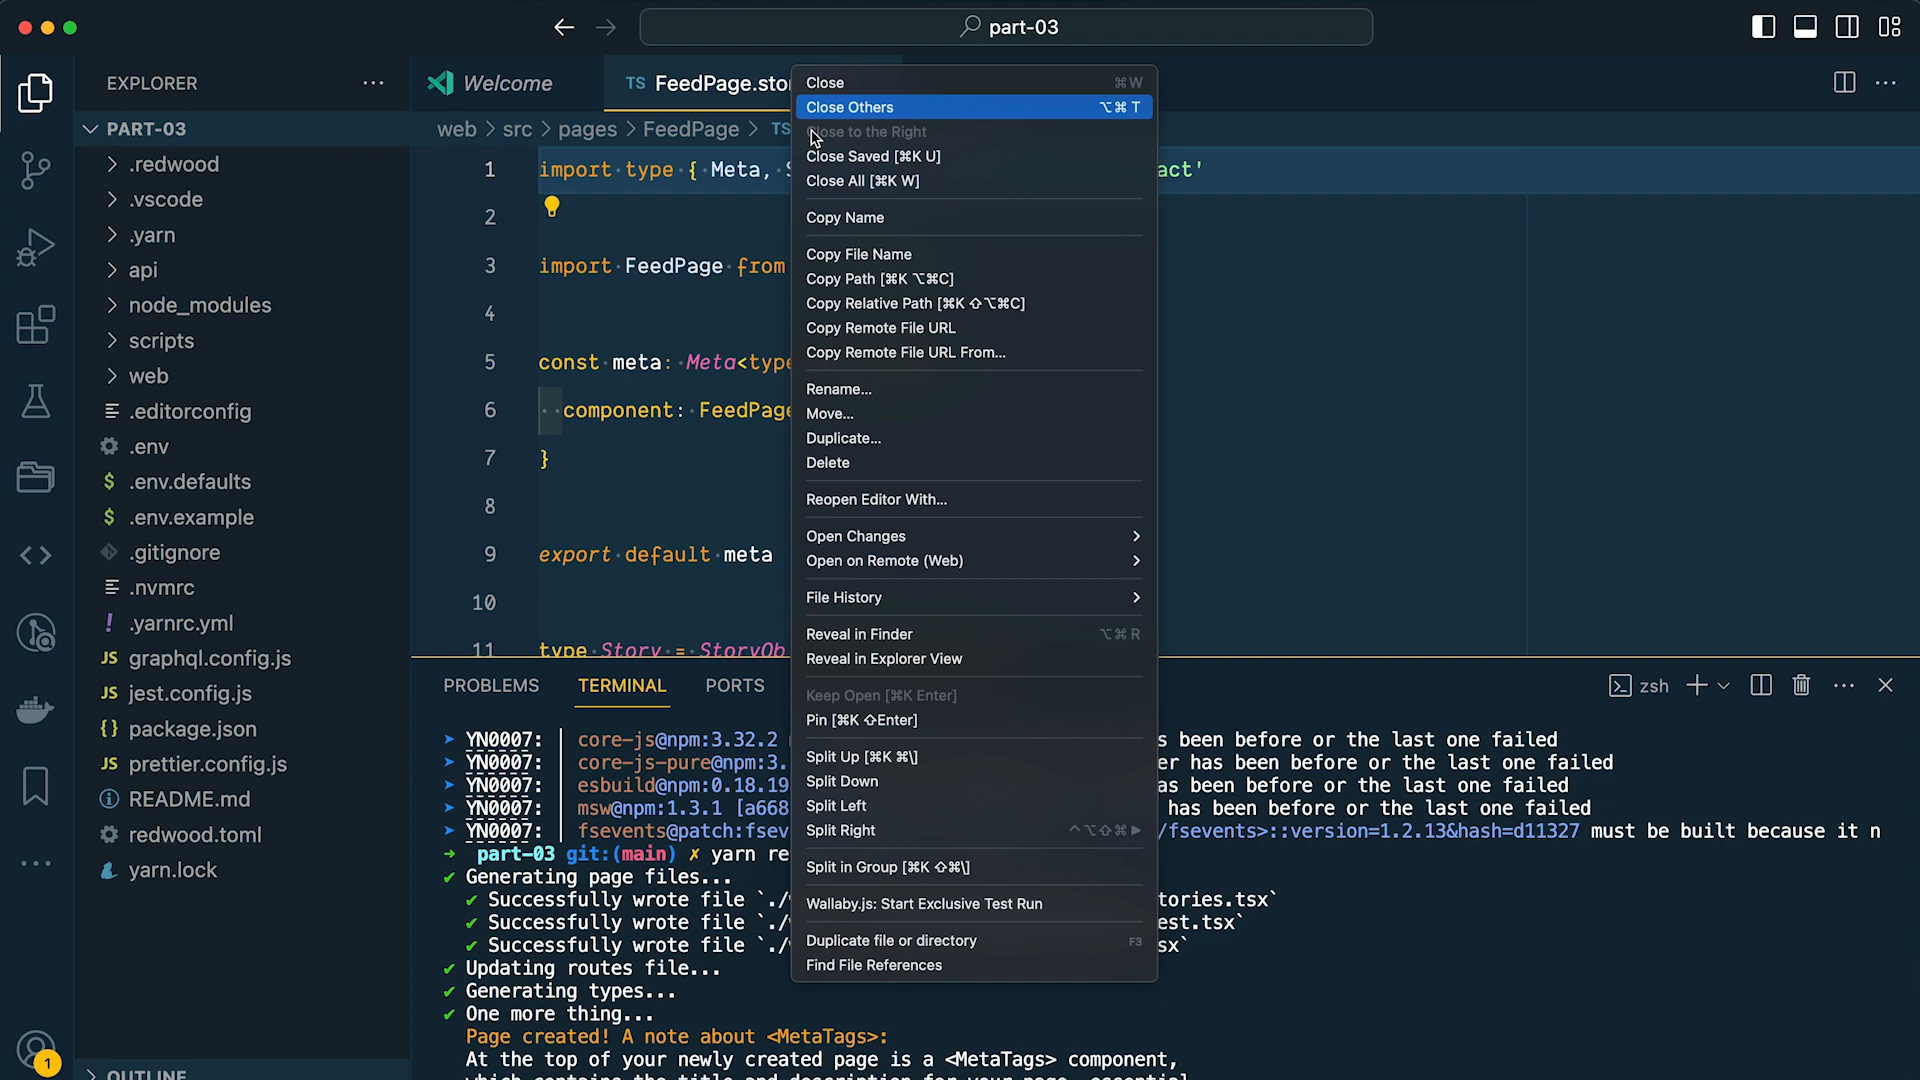 part-03
EXPLORER
PART-03
.redwood
.vscode
.yarn
api
node_modules
scripts
web
.editorconfig
.env
$ .env.defaults
$ .env.example
.gitignore
.nvmrc
! .yarnrc.yml
JS graphql.config.js
JS jest.config.js
{} package.json
JS prettier.config.js
README.md
redwood.toml
yarn.lock
OUTLINE
1
Welcome
TS FeedPage.sto
web > src > pages > FeedPage > TS
1 import type { Meta, S act'
2
3 import FeedPage from
4
5 const meta: Meta<type
6 component: FeedPage
7 }
8
9 export default meta
10
11 type Story = StoryOb
Close ⌘W
Close Others ⌥⌘T
Close to the Right
Close Saved [⌘K U]
Close All [⌘K W]
Copy Name
Copy File Name
Copy Path [⌘K ⌥⌘C]
Copy Relative Path [⌘K ⇧⌥⌘C]
Copy Remote File URL
Copy Remote File URL From...
Rename...
Move...
Duplicate...
Delete
Reopen Editor With...
Open Changes
Open on Remote (Web)
File History
Reveal in Finder ⌥⌘R
Reveal in Explorer View
Keep Open [⌘K Enter]
Pin [⌘K ⇧Enter]
Split Up [⌘K ⌘\]
Split Down
Split Left
Split Right ^⌥⇧⌘►
Split in Group [⌘K ⇧⌘\]
Wallaby.js: Start Exclusive Test Run
Duplicate file or directory F3
Find File References
PROBLEMS TERMINAL PORTS zsh
➤ YN0007: │ core-js@npm:3.32.2 s been before or the last one failed
➤ YN0007: │ core-js-pure@npm:3. er has been before or the last one failed
➤ YN0007: │ esbuild@npm:0.18.19 as been before or the last one failed
➤ YN0007: │ msw@npm:1.3.1 [a668 has been before or the last one failed
➤ YN0007: │ fsevents@patch:fsev /fsevents>::version=1.2.13&hash=d11327 must be built because it n
→ part-03 git:(main) ✗ yarn re
✔ Generating page files...
✔ Successfully wrote file `./ tories.tsx`
✔ Successfully wrote file `./ est.tsx`
✔ Successfully wrote file `./ sx`
✔ Updating routes file...
✔ Generating types...
✔ One more thing...
Page created! A note about <MetaTags>:
At the top of your newly created page is a <MetaTags> component,
which contains the title and description for your page, essential